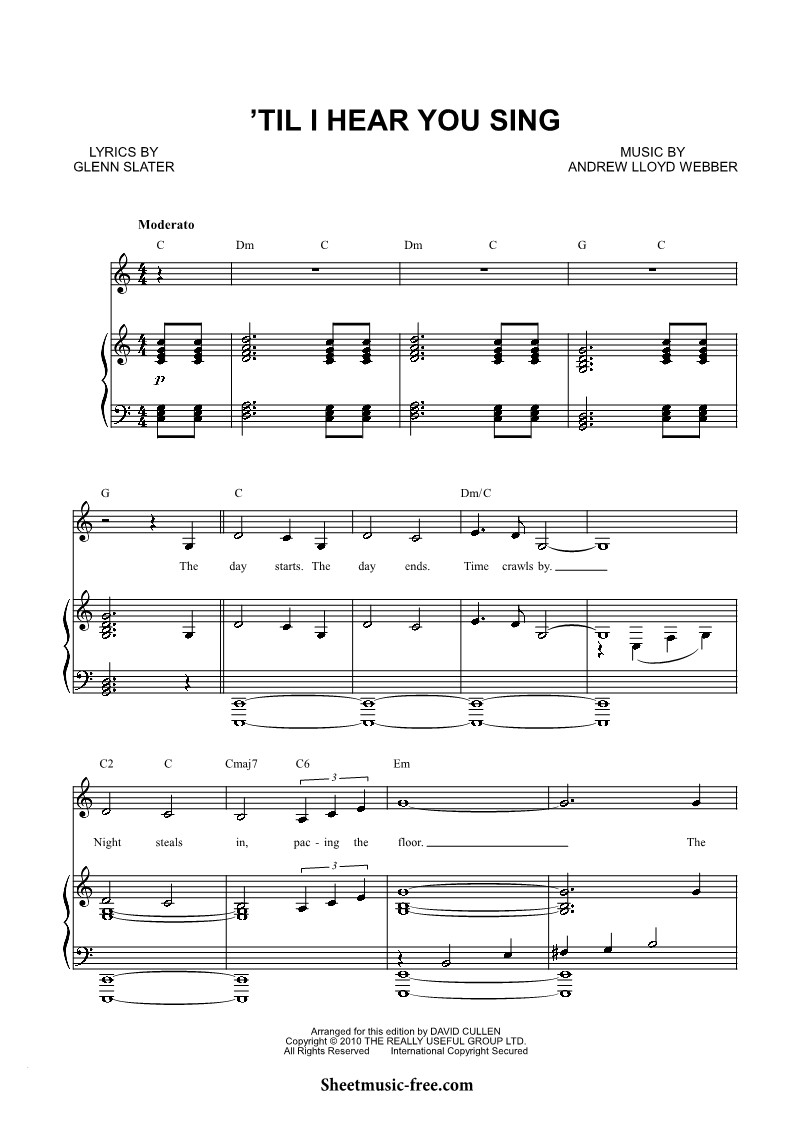 ’TIL I HEAR YOU SING
LYRICS BY
GLENN SLATER
MUSIC BY
ANDREW LLOYD WEBBER
Moderato
C Dm C Dm C G C
p
G C Dm/C
The day starts. The day ends. Time crawls by.
C2 C Cmaj7 C6 Em
3
Night steals in, pac - ing the floor. The
3
Arranged for this edition by DAVID CULLEN
Copyright © 2010 THE REALLY USEFUL GROUP LTD.
All Rights Reserved International Copyright Secured
Sheetmusic-free.com